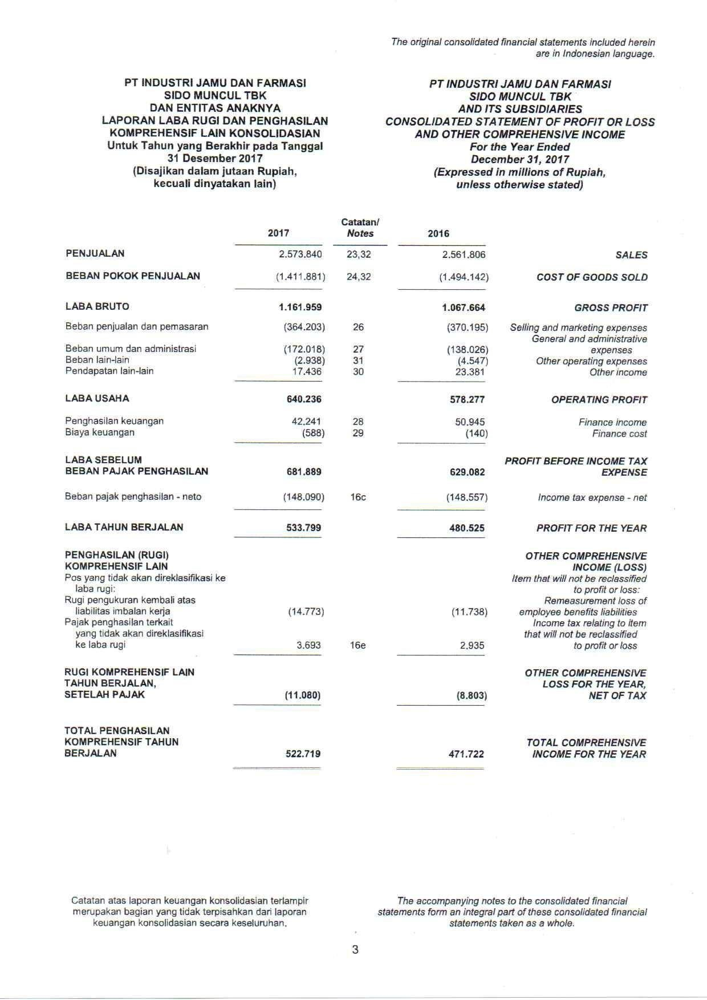 The original consolidated financial statements included herein
are in Indonesian language.
PT INDUSTRI JAMU DAN FARMASI
SIDO MUNCUL TBK
DAN ENTITAS ANAKNYA
LAPORAN LABA RUGI DAN PENGHASILAN
KOMPREHENSIF LAIN KONSOLIDASIAN
Untuk Tahun yang Berakhir pada Tanggal
31 Desember 2017
(Disajikan dalam jutaan Rupiah,
kecuali dinyatakan lain)
PT INDUSTRI JAMU DAN FARMASI
SIDO MUNCUL TBK
AND ITS SUBSIDIARIES
CONSOLIDATED STATEMENT OF PROFIT OR LOSS
AND OTHER COMPREHENSIVE INCOME
For the Year Ended
December 31, 2017
(Expressed in millions of Rupiah,
unless otherwise stated)
Catatan/
2017 Notes 2016
PENJUALAN 2.573.840 23,32 2.561.806 SALES
BEBAN POKOK PENJUALAN (1.411.881) 24,32 (1.494.142) COST OF GOODS SOLD
LABA BRUTO 1.161.959 1.067.664 GROSS PROFIT
Beban penjualan dan pemasaran (364.203) 26 (370.195) Selling and marketing expenses
General and administrative
Beban umum dan administrasi (172.018) 27 (138.026) expenses
Beban lain-lain (2.938) 31 (4.547) Other operating expenses
Pendapatan lain-lain 17.436 30 23.381 Other income
LABA USAHA 640.236 578.277 OPERATING PROFIT
Penghasilan keuangan 42.241 28 50.945 Finance income
Biaya keuangan (588) 29 (140) Finance cost
LABA SEBELUM PROFIT BEFORE INCOME TAX
BEBAN PAJAK PENGHASILAN 681.889 629.082 EXPENSE
Beban pajak penghasilan - neto (148.090) 16c (148.557) Income tax expense - net
LABA TAHUN BERJALAN 533.799 480.525 PROFIT FOR THE YEAR
PENGHASILAN (RUGI) OTHER COMPREHENSIVE
KOMPREHENSIF LAIN INCOME (LOSS)
Pos yang tidak akan direklasifikasi ke Item that will not be reclassified
laba rugi: to profit or loss:
Rugi pengukuran kembali atas Remeasurement loss of
liabilitas imbalan kerja (14.773) (11.738) employee benefits liabilities
Pajak penghasilan terkait Income tax relating to item
yang tidak akan direklasifikasi that will not be reclassified
ke laba rugi 3.693 16e 2.935 to profit or loss
RUGI KOMPREHENSIF LAIN OTHER COMPREHENSIVE
TAHUN BERJALAN, LOSS FOR THE YEAR,
SETELAH PAJAK (11.080) (8.803) NET OF TAX
TOTAL PENGHASILAN
KOMPREHENSIF TAHUN TOTAL COMPREHENSIVE
BERJALAN 522.719 471.722 INCOME FOR THE YEAR
Catatan atas laporan keuangan konsolidasian terlampir
merupakan bagian yang tidak terpisahkan dari laporan
keuangan konsolidasian secara keseluruhan.
The accompanying notes to the consolidated financial
statements form an integral part of these consolidated financial
statements taken as a whole.
3